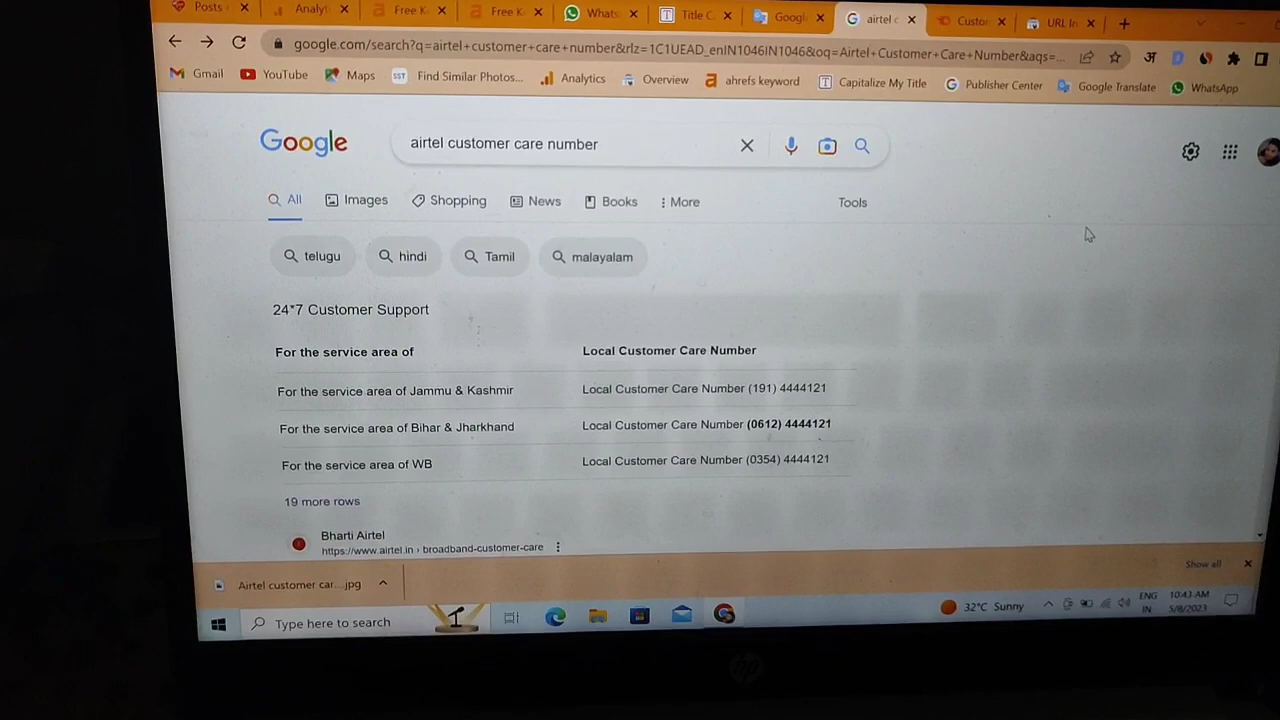 Posts Analyt Free K Free K Whats Title C Googl airtel c Custo URL In
google.com/search?q=airtel+customer+care+number&rlz=1C1UEAD_enIN1046IN1046&oq=Airtel+Customer+Care+Number&aqs=... अ D
Gmail YouTube Maps SST Find Similar Photos... Analytics Overview a ahrefs keyword T Capitalize My Title Publisher Center Google Translate WhatsApp
Google airtel customer care number
All Images Shopping News Books More Tools
telugu hindi Tamil malayalam
24*7 Customer Support
For the service area of Local Customer Care Number
For the service area of Jammu & Kashmir Local Customer Care Number (191) 4444121
For the service area of Bihar & Jharkhand Local Customer Care Number (0612) 4444121
For the service area of WB Local Customer Care Number (0354) 4444121
19 more rows
Bharti Airtel
https://www.airtel.in › broadband-customer-care
Airtel customer car....jpg Show all
Type here to search 32°C Sunny ENG IN 10:43 AM 5/8/2023
hp